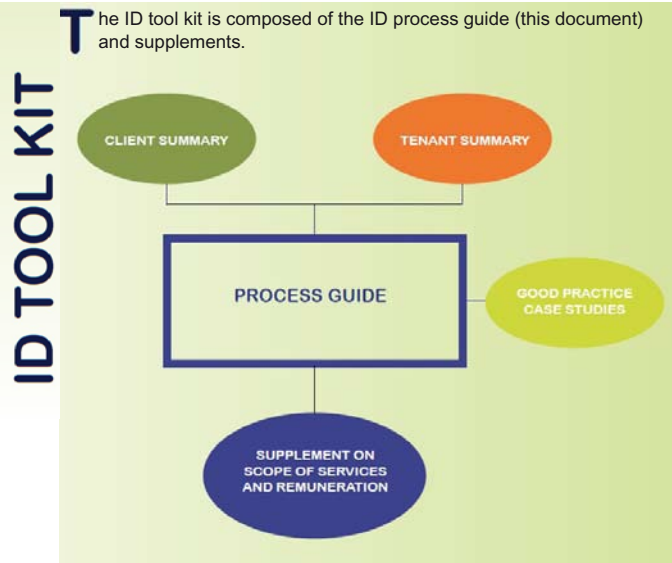 ID TOOL KIT
The ID tool kit is composed of the ID process guide (this document)
and supplements.
CLIENT SUMMARY
TENANT SUMMARY
PROCESS GUIDE
GOOD PRACTICE
CASE STUDIES
SUPPLEMENT ON
SCOPE OF SERVICES
AND REMUNERATION